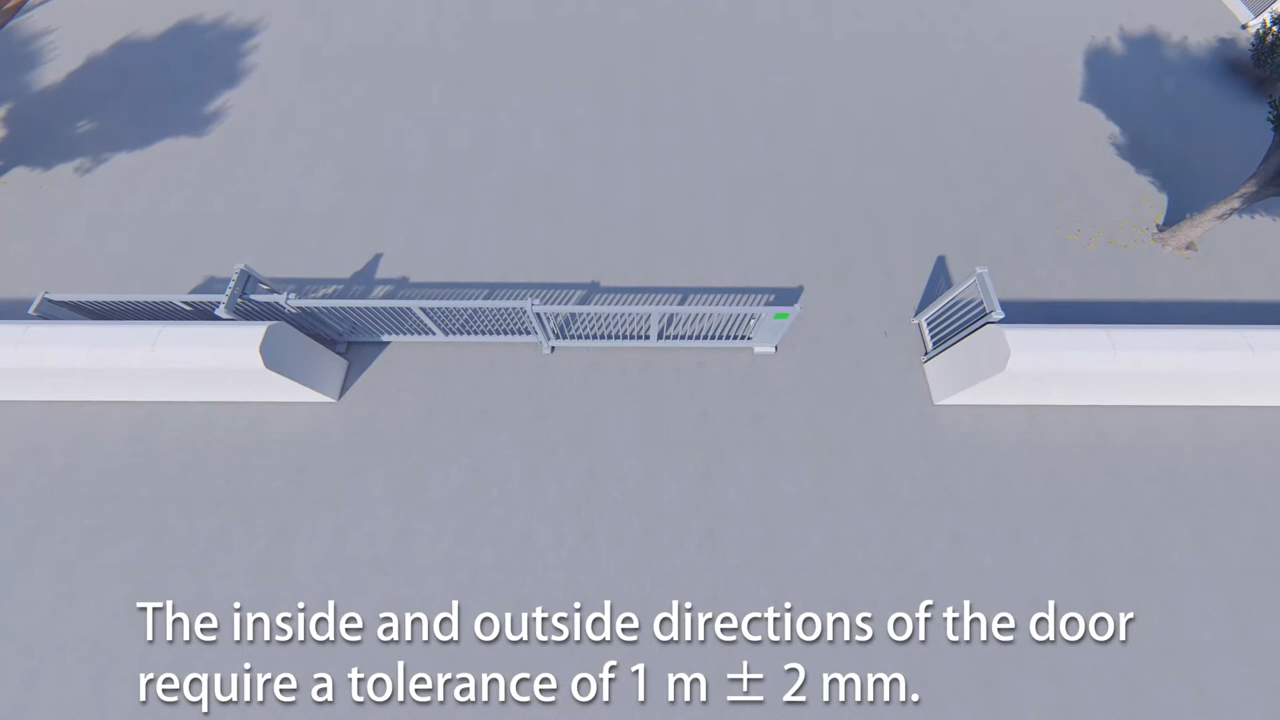 The inside and outside directions of the door
require a tolerance of 1 m ± 2 mm.